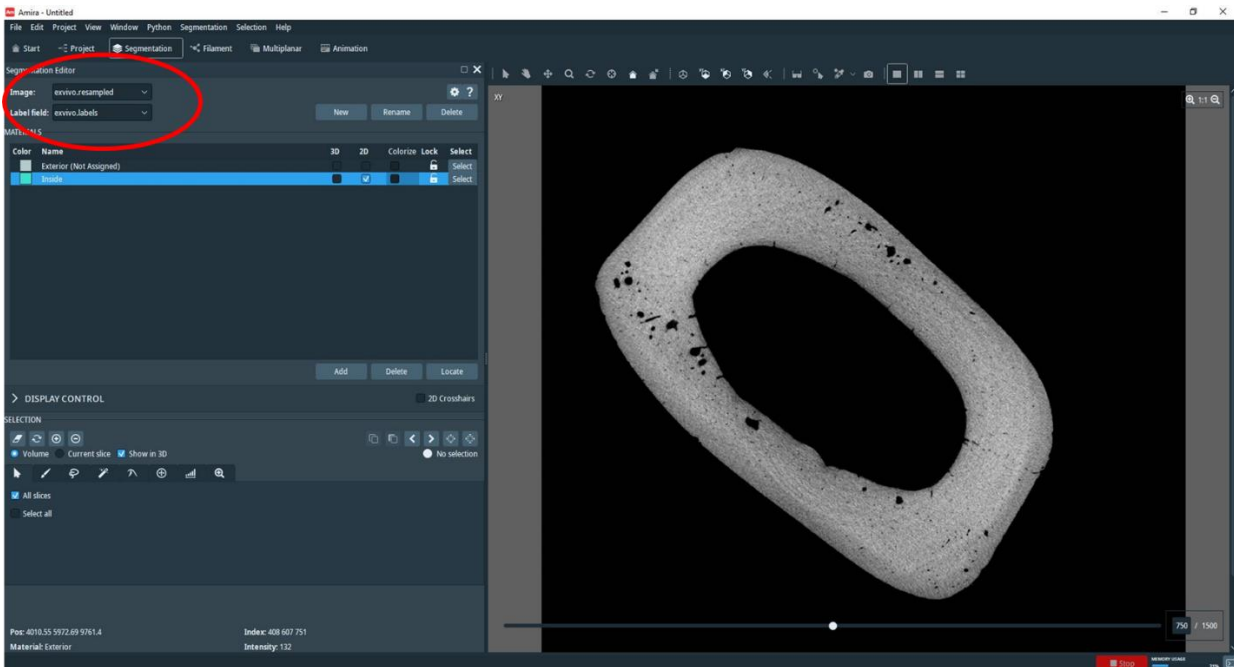 Amira - Untitled
File Edit Project View Window Python Segmentation Selection Help
Start Project Segmentation Filament Multiplanar Animation
Segmentation Editor
Image: exvivo.resampled
Label field: exvivo.labels
New Rename Delete
MATERIALS
Color Name 3D 2D Colorize Lock Select
Exterior (Not Assigned) Select
Inside Select
Add Delete Locate
DISPLAY CONTROL 2D Crosshairs
SELECTION
Volume Current slice Show in 3D No selection
All slices
Select all
Pos: 4010.55 5972.69 9761.4 Index: 408 607 751
Material: Exterior Intensity: 132
XY
1:1
750 / 1500
Stop MEMORY USAGE